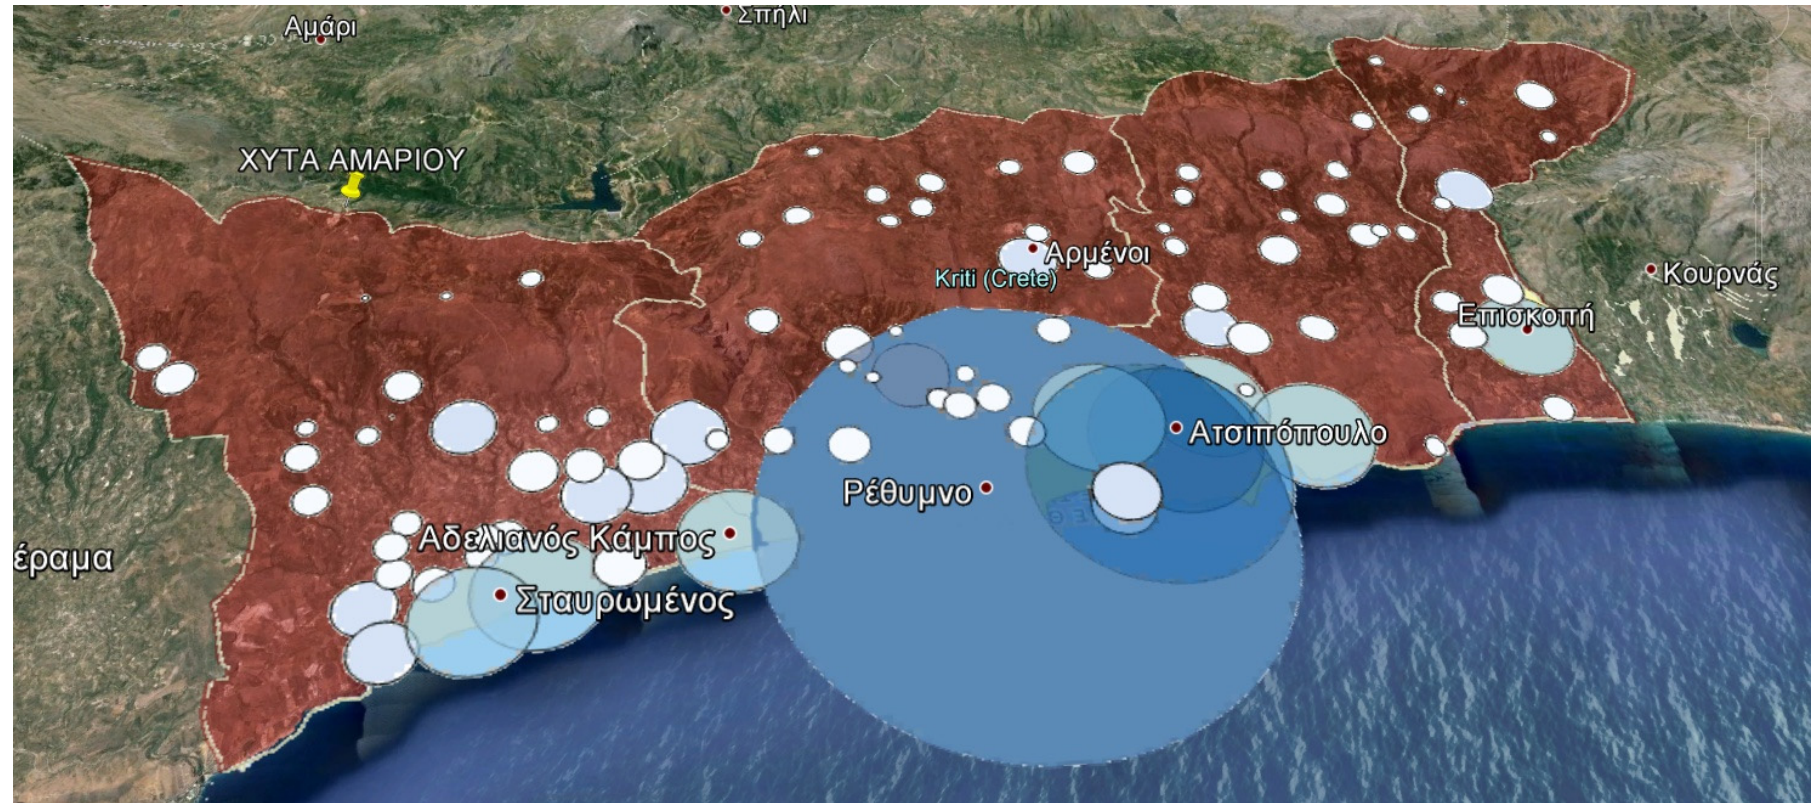 Σπήλι
Αμάρι
ΧΥΤΑ ΑΜΑΡΙΟΥ
Αρμένοι
Kriti (Crete)
Κουρνάς
Επισκοπή
Ατσιπόπουλο
Ρέθυμνο
Αδελιανός Κάμπος
έραμα
Σταυρωμένος